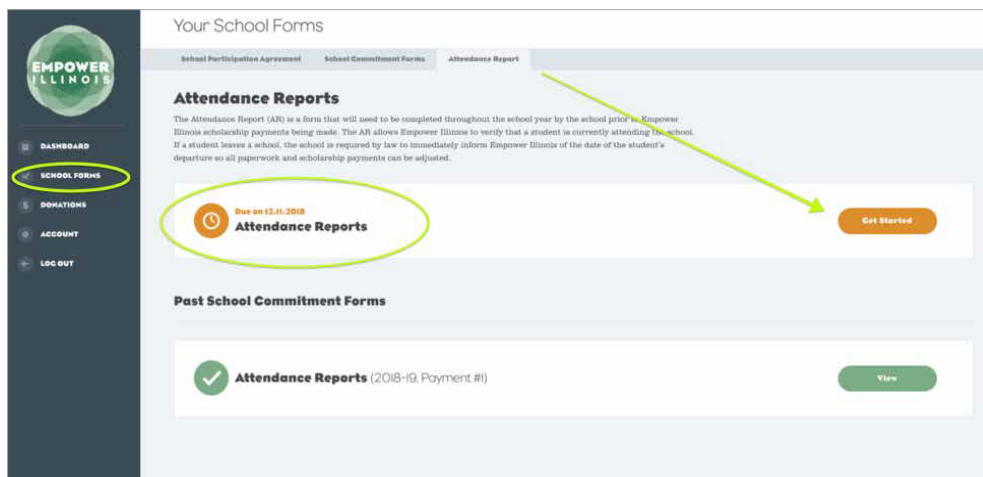 Your School Forms
EMPOWER
ILLINOIS
School Participation Agreement School Commitment Forms Attendance Report
DASHBOARD
SCHOOL FORMS
DONATIONS
ACCOUNT
LOG OUT
Attendance Reports
The Attendance Report (AR) is a form that will need to be completed throughout the school year by the school prior to Empower
Illinois scholarship payments being made. The AR allows Empower Illinois to verify that a student is currently attending the school.
If a student leaves a school, the school is required by law to immediately inform Empower Illinois of the date of the student's
departure so all paperwork and scholarship payments can be adjusted.
Due on 12.11.2018
Attendance Reports
Get Started
Past School Commitment Forms
Attendance Reports (2018-19, Payment #1)
View